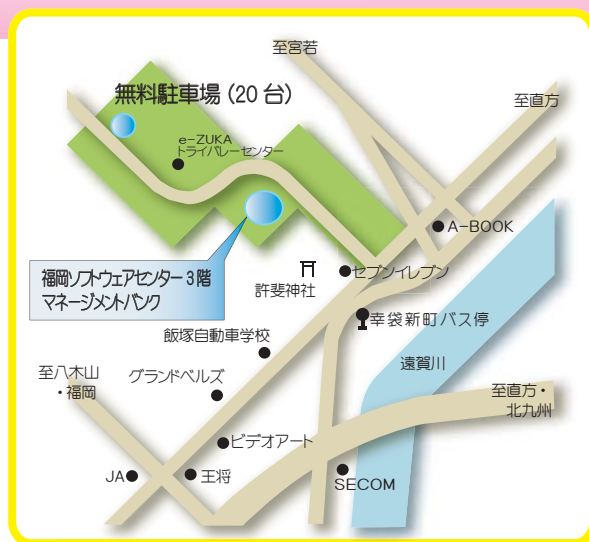 至宮若
無料駐車場 (20 台)
至直方
e-ZUKA
トライバレーセンター
A-BOOK
福岡ソフトウェアセンター 3 階
マネージメントバンク
許斐神社
セブンイレブン
幸袋新町バス停
飯塚自動車学校
遠賀川
至八木山
・福岡
グランドベルズ
至直方・
北九州
ビデオアート
JA
王将
SECOM